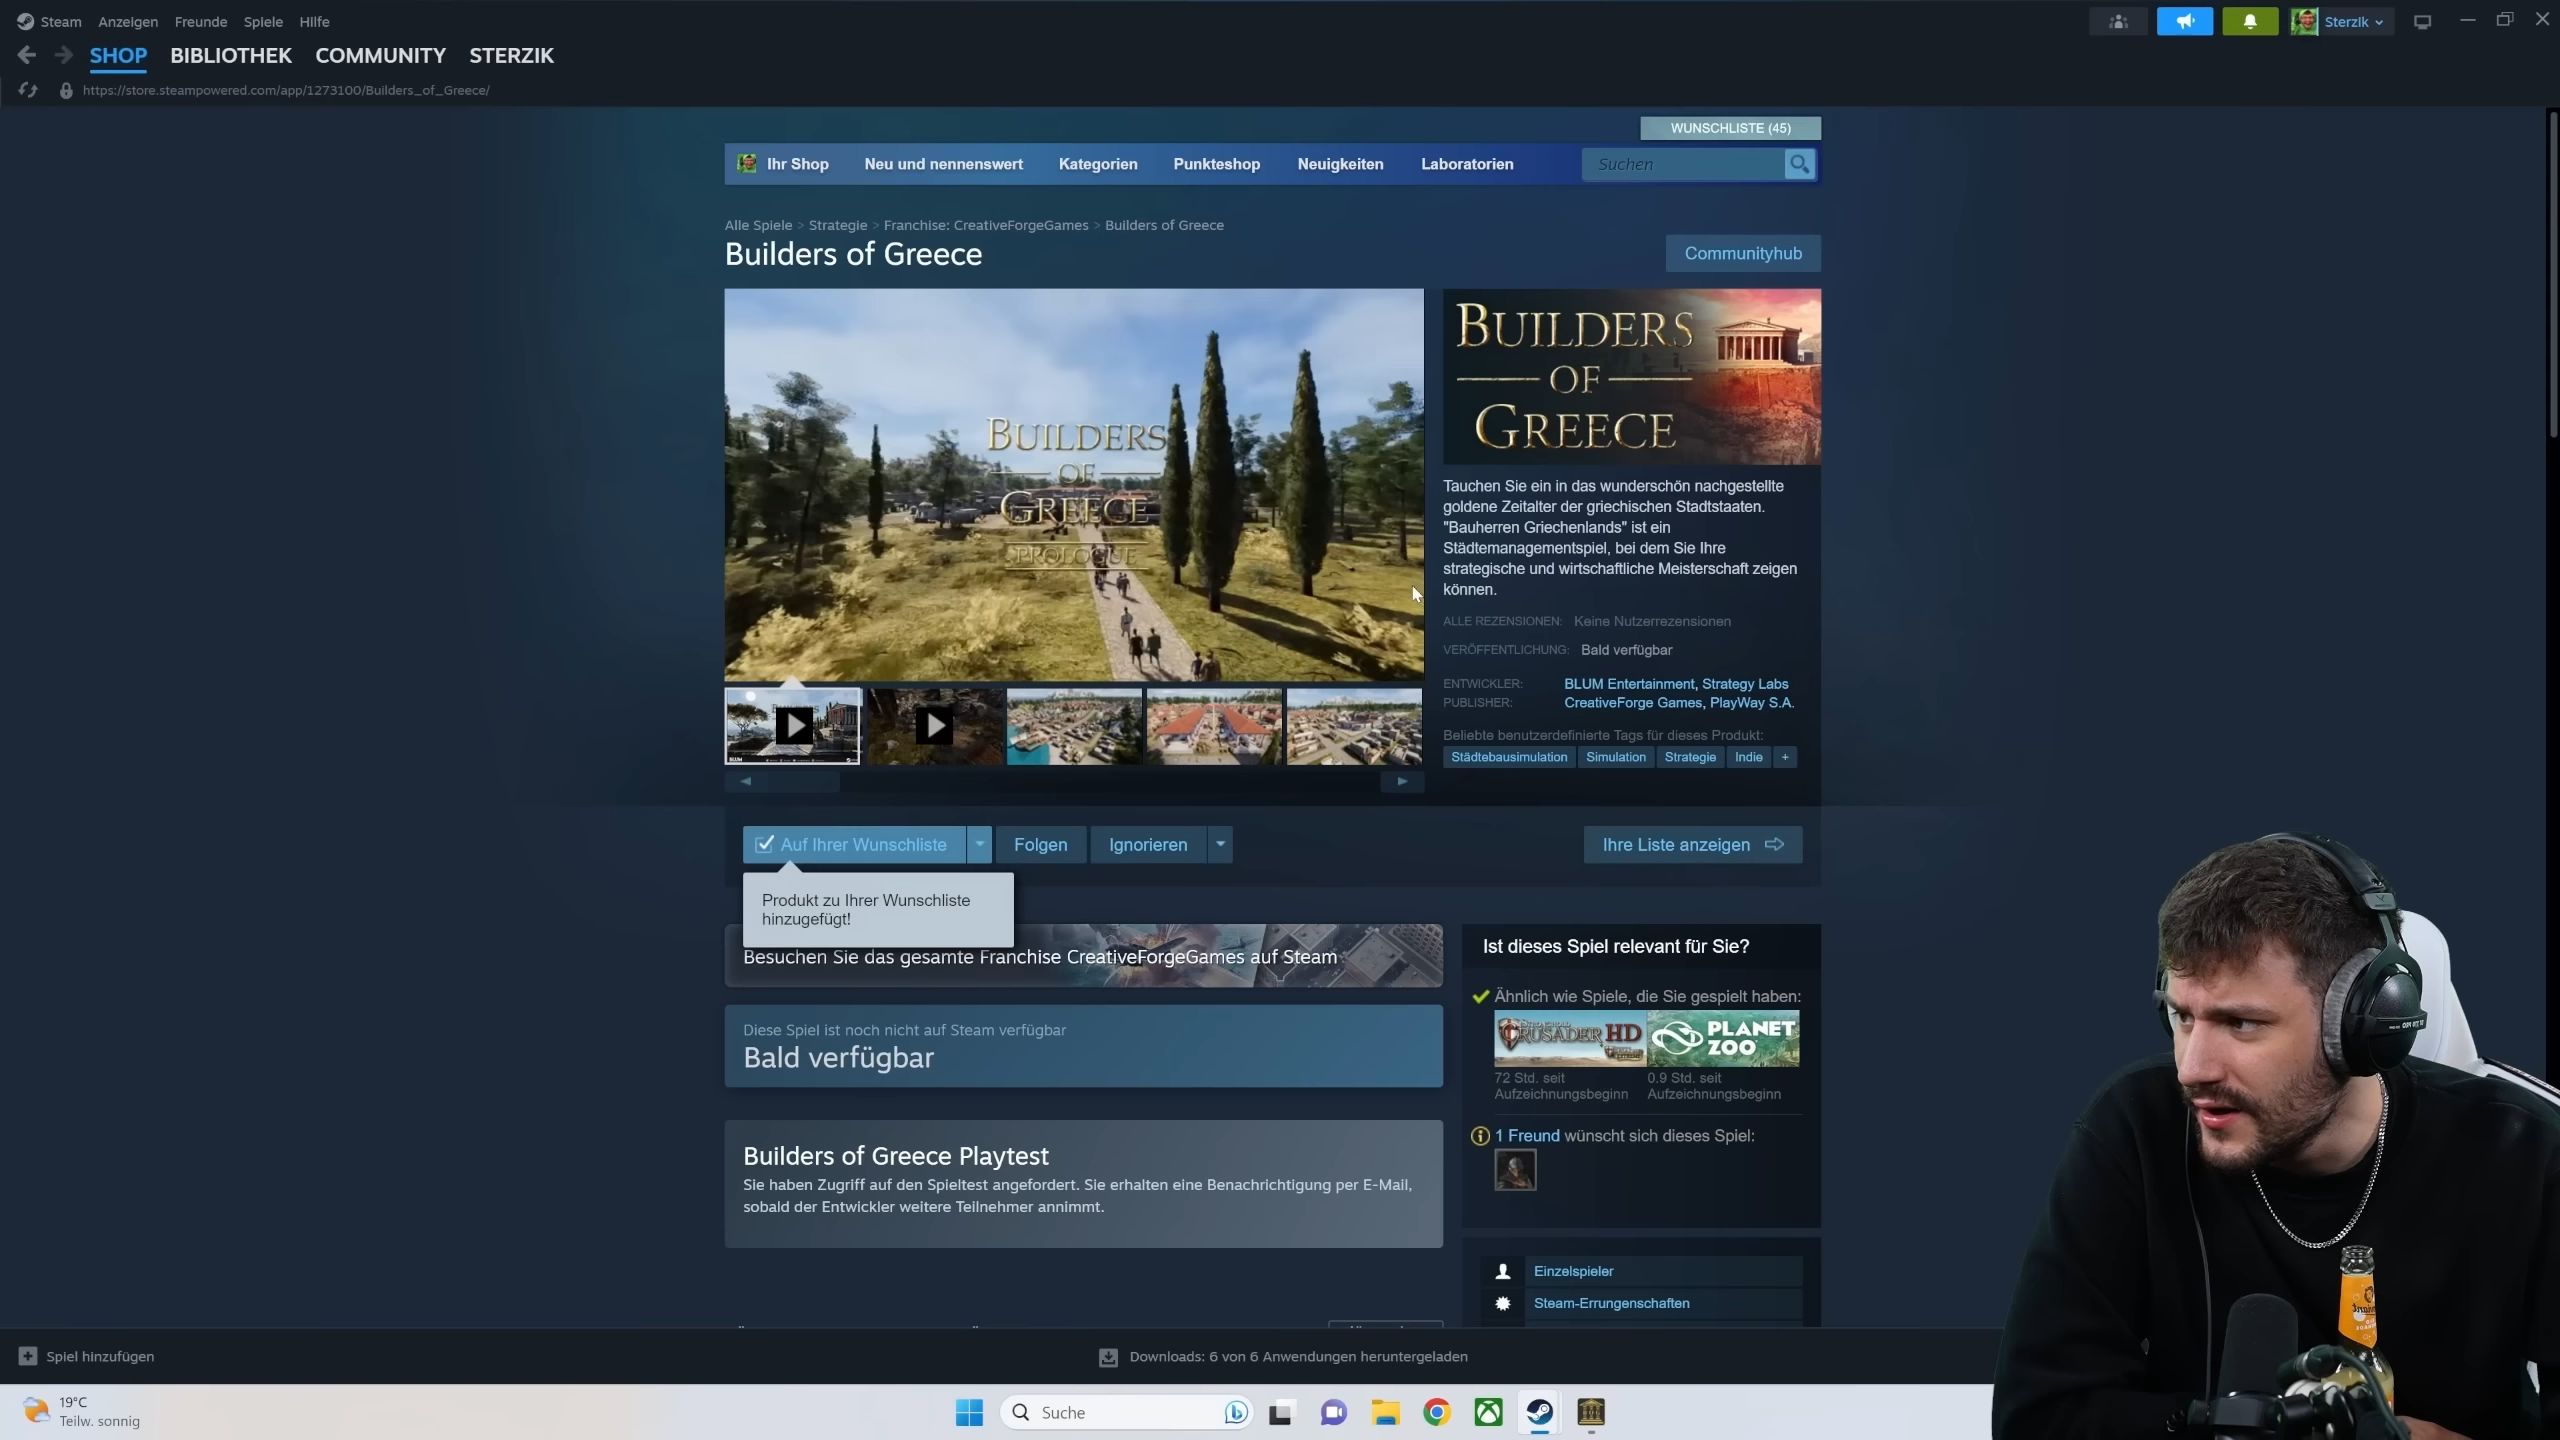 Steam Anzeigen Freunde Spiele Hilfe
Sterzik
SHOP BIBLIOTHEK COMMUNITY STERZIK
https://store.steampowered.com/app/1273100/Builders_of_Greece/
WUNSCHLISTE (45)
Ihr Shop Neu und nennenswert Kategorien Punkteshop Neuigkeiten Laboratorien Suchen
Alle Spiele > Strategie > Franchise: CreativeForgeGames > Builders of Greece
Builders of Greece
Communityhub
BUILDERS
OF
GREECE
PROLOGUE
BUILDERS
OF
GREECE
Tauchen Sie ein in das wunderschön nachgestellte
goldene Zeitalter der griechischen Stadtstaaten.
"Bauherren Griechenlands" ist ein
Städtemanagementspiel, bei dem Sie Ihre
strategische und wirtschaftliche Meisterschaft zeigen
können.
ALLE REZENSIONEN: Keine Nutzerrezensionen
VERÖFFENTLICHUNG: Bald verfügbar
ENTWICKLER: BLUM Entertainment, Strategy Labs
PUBLISHER: CreativeForge Games, PlayWay S.A.
Beliebte benutzerdefinierte Tags für dieses Produkt:
Städtebausimulation Simulation Strategie Indie +
Auf Ihrer Wunschliste Folgen Ignorieren Ihre Liste anzeigen
Produkt zu Ihrer Wunschliste
hinzugefügt!
Besuchen Sie das gesamte Franchise CreativeForgeGames auf Steam
Diese Spiel ist noch nicht auf Steam verfügbar
Bald verfügbar
Builders of Greece Playtest
Sie haben Zugriff auf den Spieltest angefordert. Sie erhalten eine Benachrichtigung per E-Mail,
sobald der Entwickler weitere Teilnehmer annimmt.
Ist dieses Spiel relevant für Sie?
Ähnlich wie Spiele, die Sie gespielt haben:
CRUSADER HD
PLANET
ZOO
72 Std. seit
Aufzeichnungsbeginn
0.9 Std. seit
Aufzeichnungsbeginn
1 Freund wünscht sich dieses Spiel:
Einzelspieler
Steam-Errungenschaften
Spiel hinzufügen
Downloads: 6 von 6 Anwendungen heruntergeladen
19°C
Teilw. sonnig
Suche